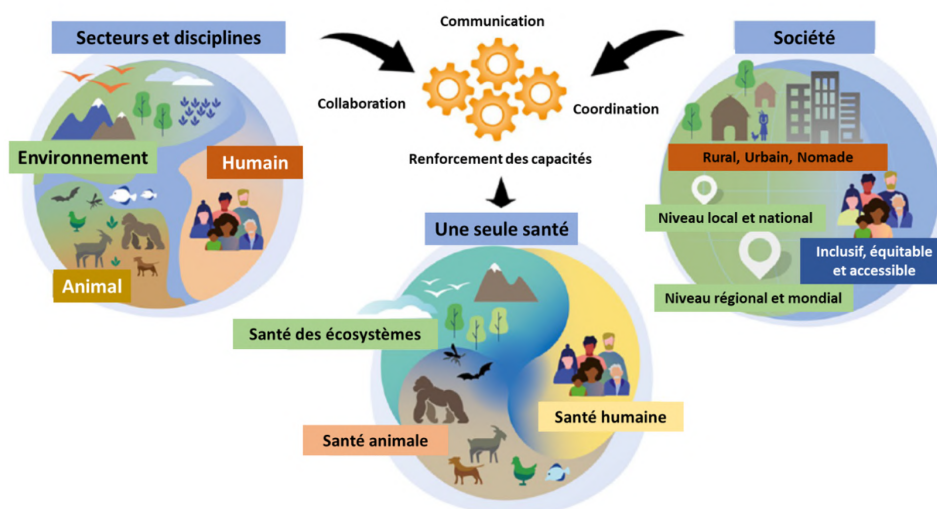 Communication
Secteurs et disciplines
Société
Collaboration
Coordination
Environnement
Humain
Renforcement des capacités
Rural, Urbain, Nomade
Niveau local et national
Une seule santé
Inclusif, équitable
et accessible
Animal
Niveau régional et mondial
Santé des écosystèmes
Santé humaine
Santé animale